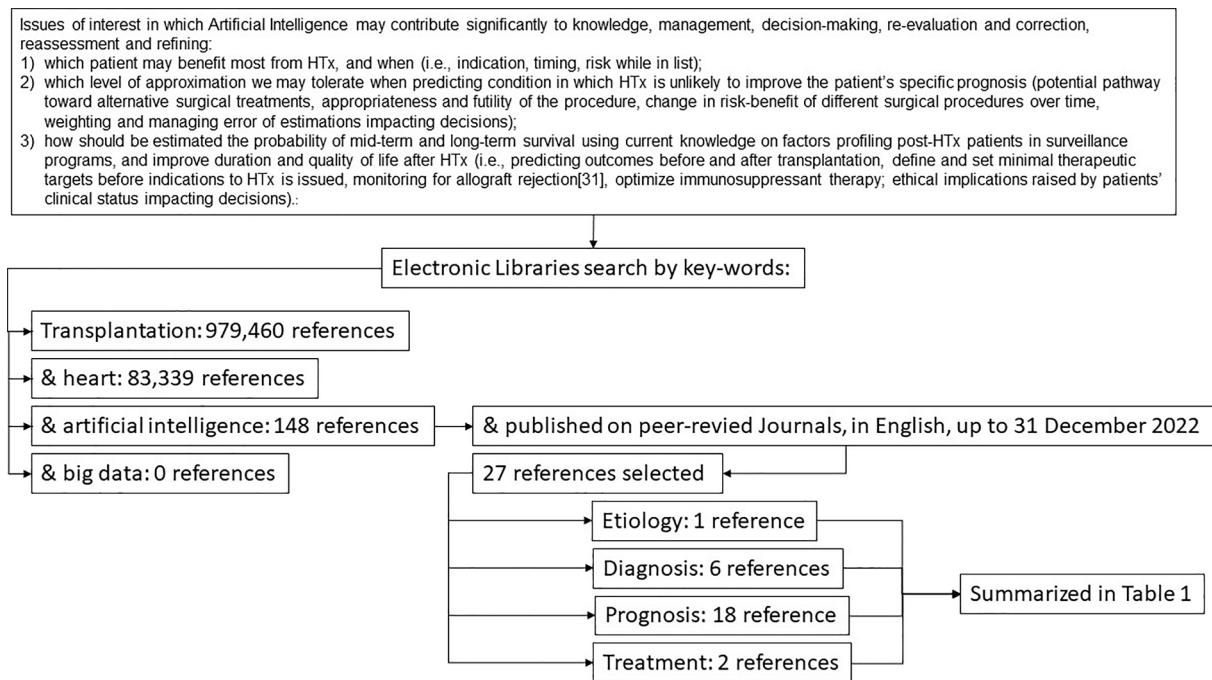 Issues of interest in which Artificial Intelligence may contribute significantly to knowledge, management, decision-making, re-evaluation and correction,
reassessment and refining:
1) which patient may benefit most from HTx, and when (i.e., indication, timing, risk while in list);
2) which level of approximation we may tolerate when predicting condition in which HTx is unlikely to improve the patient's specific prognosis (potential pathway
toward alternative surgical treatments, appropriateness and futility of the procedure, change in risk-benefit of different surgical procedures over time,
weighting and managing error of estimations impacting decisions);
3) how should be estimated the probability of mid-term and long-term survival using current knowledge on factors profiling post-HTx patients in surveillance
programs, and improve duration and quality of life after HTx (i.e., predicting outcomes before and after transplantation, define and set minimal therapeutic
targets before indications to HTx is issued, monitoring for allograft rejection[31], optimize immunosuppressant therapy; ethical implications raised by patients'
clinical status impacting decisions).:
Electronic Libraries search by key-words:
Transplantation: 979,460 references
& heart: 83,339 references
& artificial intelligence: 148 references
& published on peer-revied Journals, in English, up to 31 December 2022
& big data: 0 references
27 references selected
Etiology: 1 reference
Diagnosis: 6 references
Prognosis: 18 reference
Treatment: 2 references
Summarized in Table 1